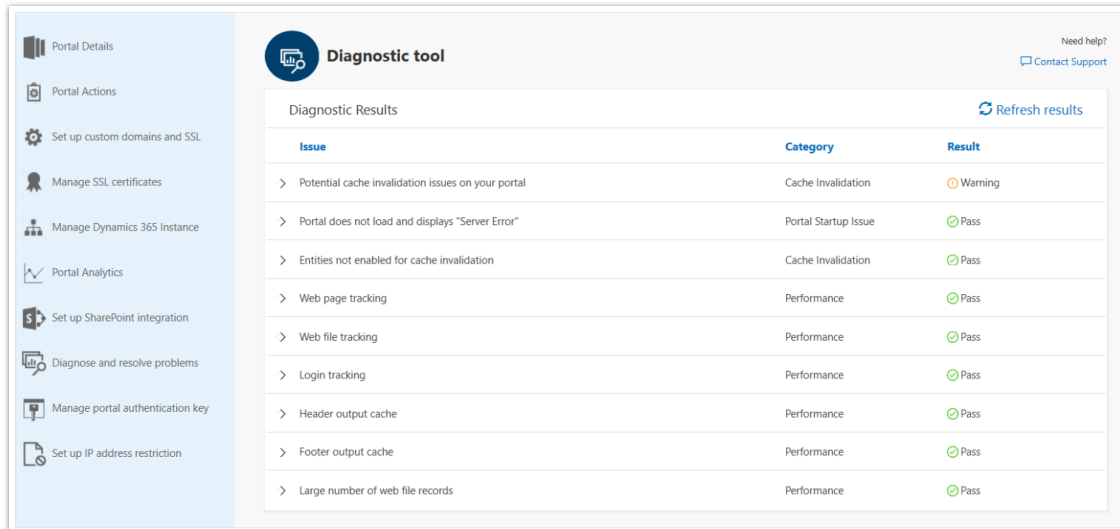 Portal Details
Portal Actions
Set up custom domains and SSL
Manage SSL certificates
Manage Dynamics 365 Instance
Portal Analytics
Set up SharePoint integration
Diagnose and resolve problems
Manage portal authentication key
Set up IP address restriction
Diagnostic tool
Need help?
Contact Support
Diagnostic Results
Refresh results
Issue Category Result
Potential cache invalidation issues on your portal Cache Invalidation Warning
Portal does not load and displays "Server Error" Portal Startup Issue Pass
Entities not enabled for cache invalidation Cache Invalidation Pass
Web page tracking Performance Pass
Web file tracking Performance Pass
Login tracking Performance Pass
Header output cache Performance Pass
Footer output cache Performance Pass
Large number of web file records Performance Pass